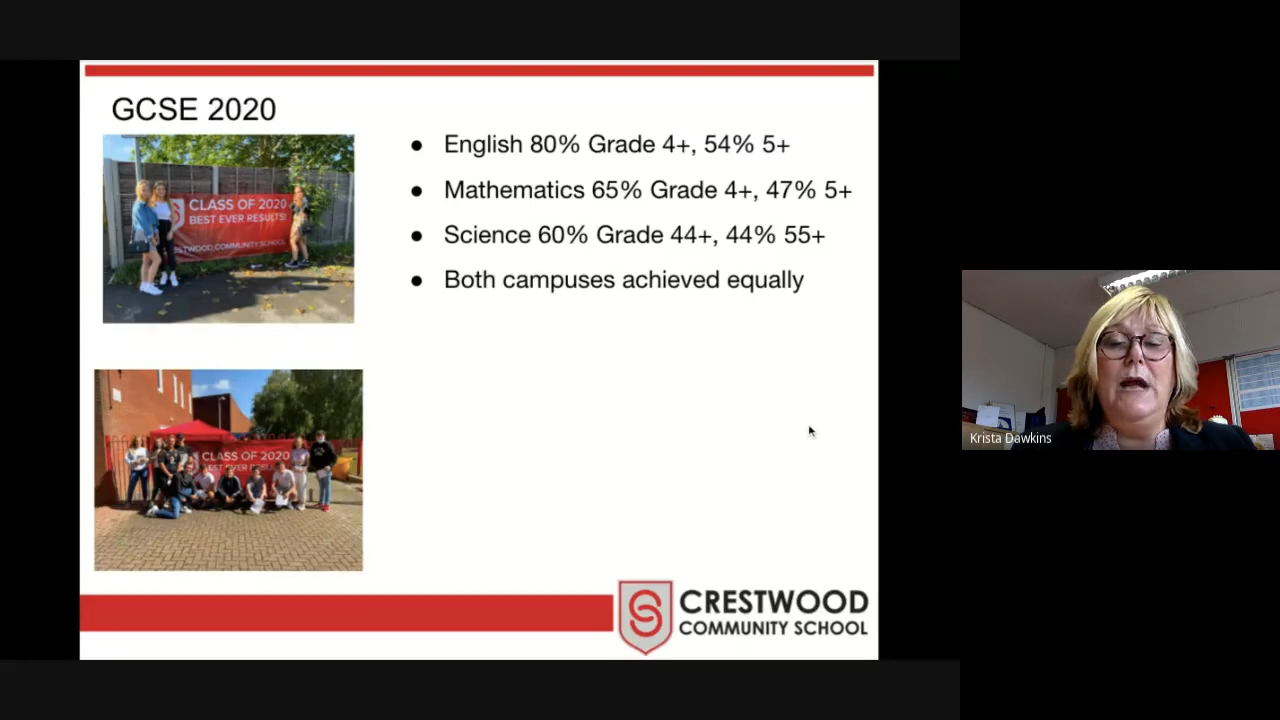 GCSE 2020
CLASS OF 2020
BEST EVER RESULTS!
CRESTWOOD COMMUNITY SCHOOL
• English 80% Grade 4+, 54% 5+
• Mathematics 65% Grade 4+, 47% 5+
• Science 60% Grade 44+, 44% 55+
• Both campuses achieved equally
CLASS OF 2020
CRESTWOOD
COMMUNITY SCHOOL
Krista Dawkins